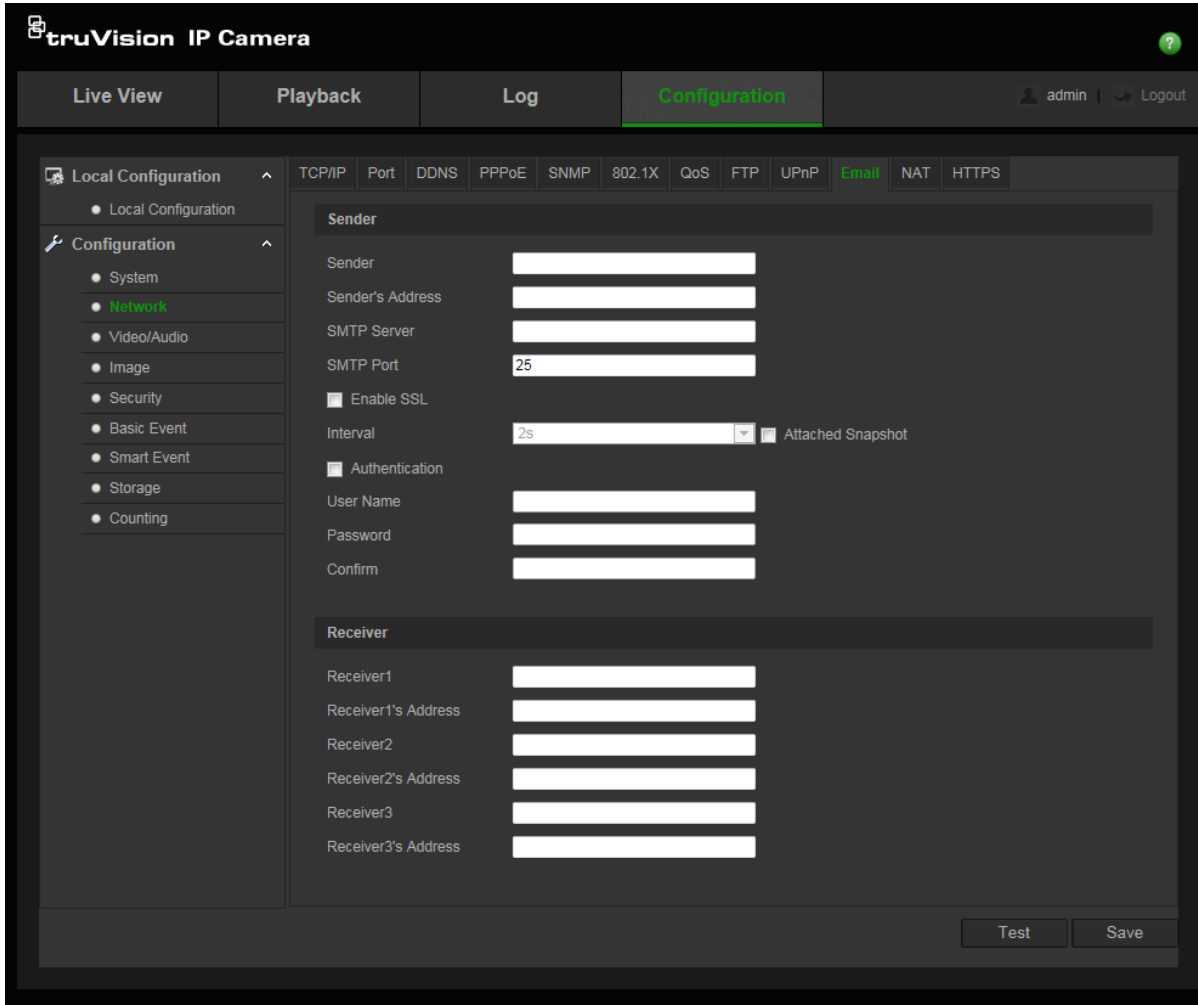 truVision IP Camera
?
Live View Playback Log Configuration admin | Logout
Local Configuration
Local Configuration
Configuration
System
Network
Video/Audio
Image
Security
Basic Event
Smart Event
Storage
Counting
TCP/IP Port DDNS PPPoE SNMP 802.1X QoS FTP UPnP Email NAT HTTPS
Sender
Sender
Sender's Address
SMTP Server
SMTP Port 25
Enable SSL
Interval 2s Attached Snapshot
Authentication
User Name
Password
Confirm
Receiver
Receiver1
Receiver1's Address
Receiver2
Receiver2's Address
Receiver3
Receiver3's Address
Test Save